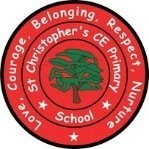 Love, Courage, Belonging, Respect, Nurture
St Christopher's CE Primary
School